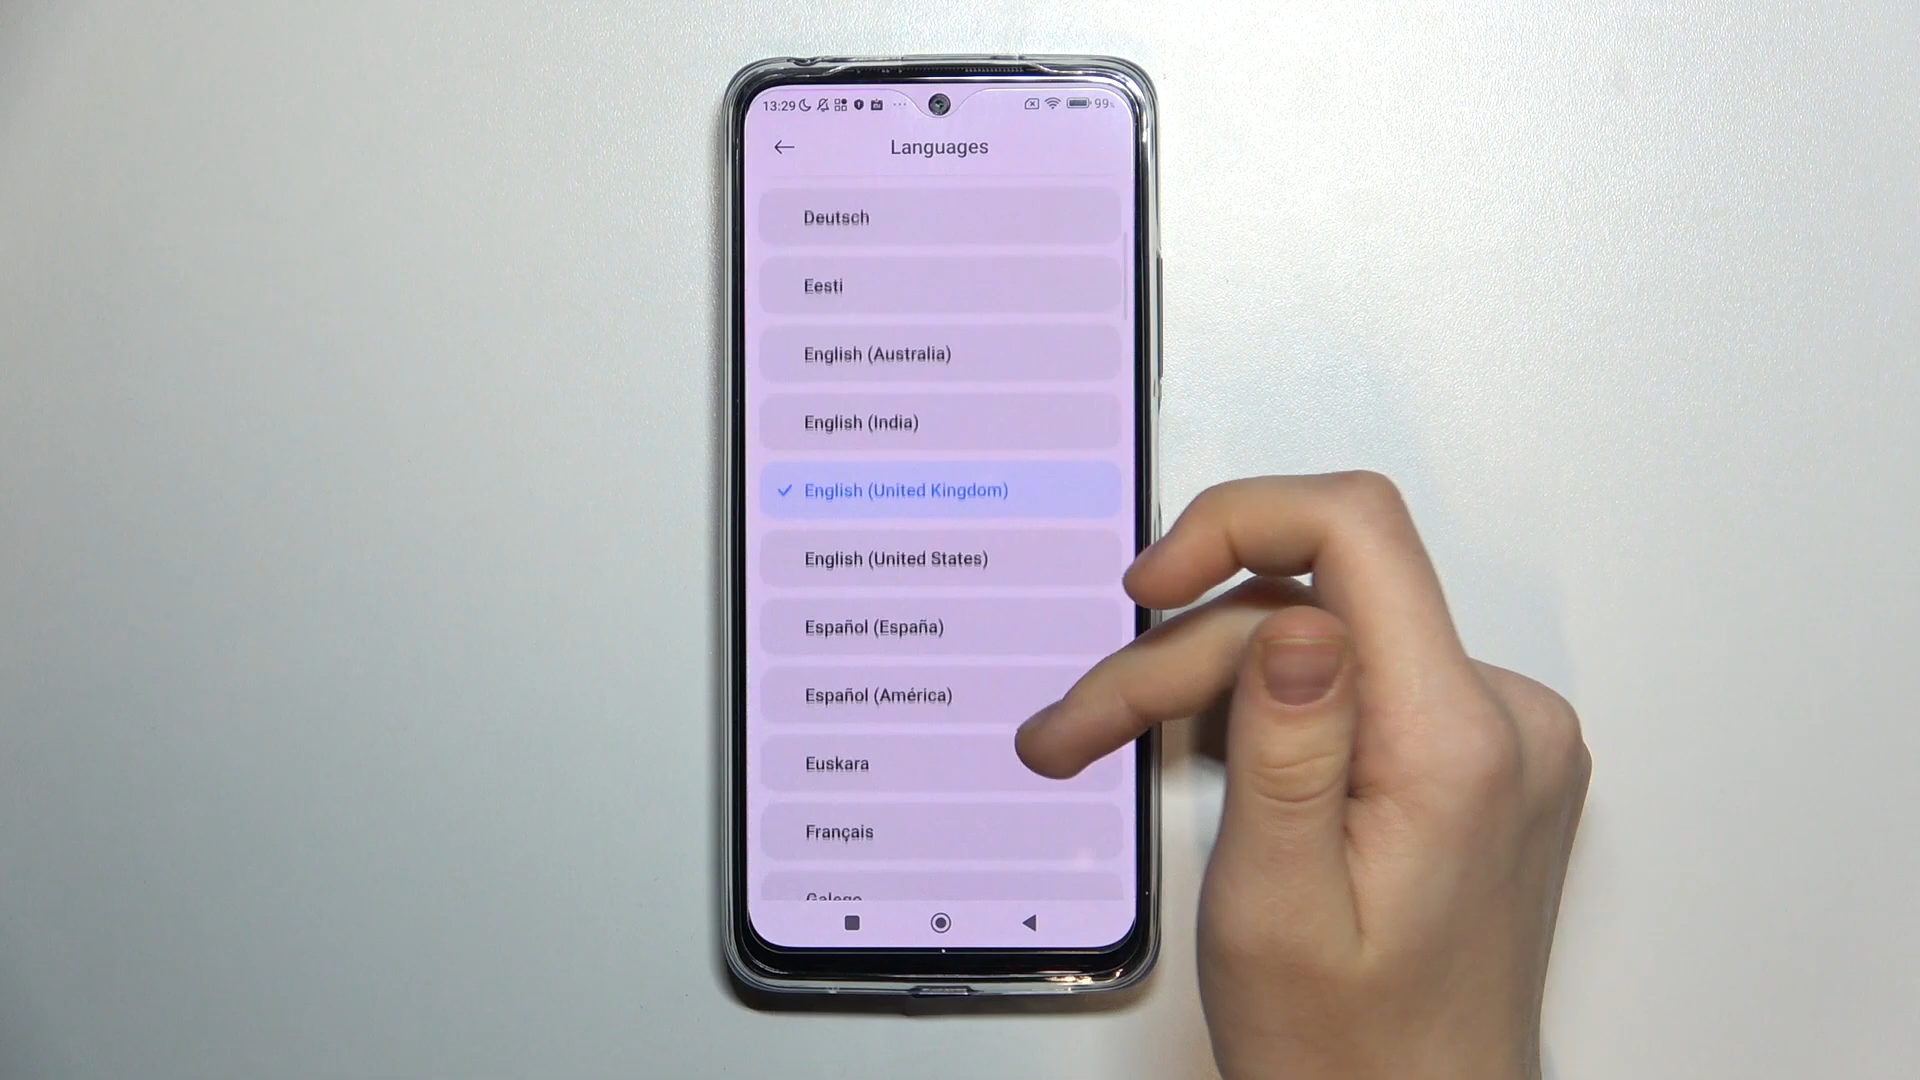 13:29 99
Languages
Deutsch
Eesti
English (Australia)
English (India)
English (United Kingdom)
English (United States)
Español (España)
Español (América)
Euskara
Français
Galego